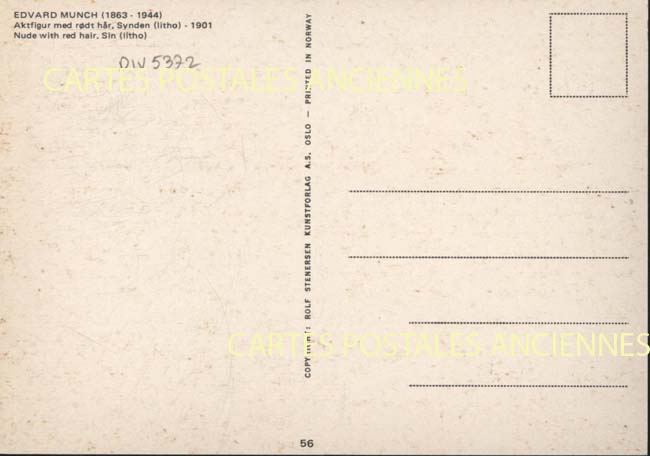 EDVARD MUNCH (1863 - 1944)
Aktfigur med rødt hår, Synden (litho) - 1901
Nude with red hair. Sin (litho)
DIV 5372
CARTES POSTALES ANCIENNES
COPYRIGHT: ROLF STENERSEN KUNSTFORLAG A.S. OSLO — PRINTED IN NORWAY
CARTES POSTALES ANCIENNES
56